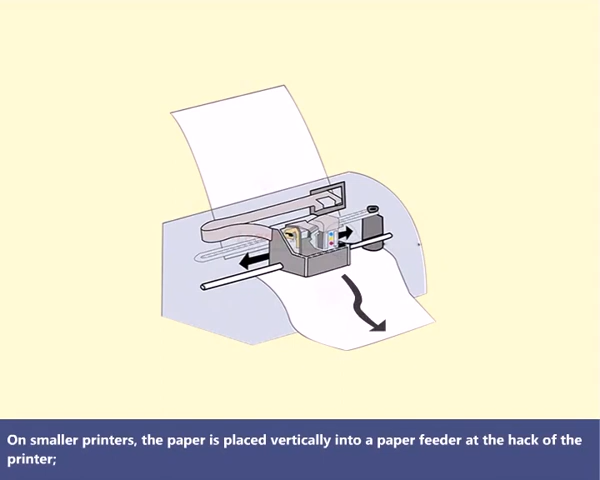 On smaller printers, the paper is placed vertically into a paper feeder at the hack of the
printer;